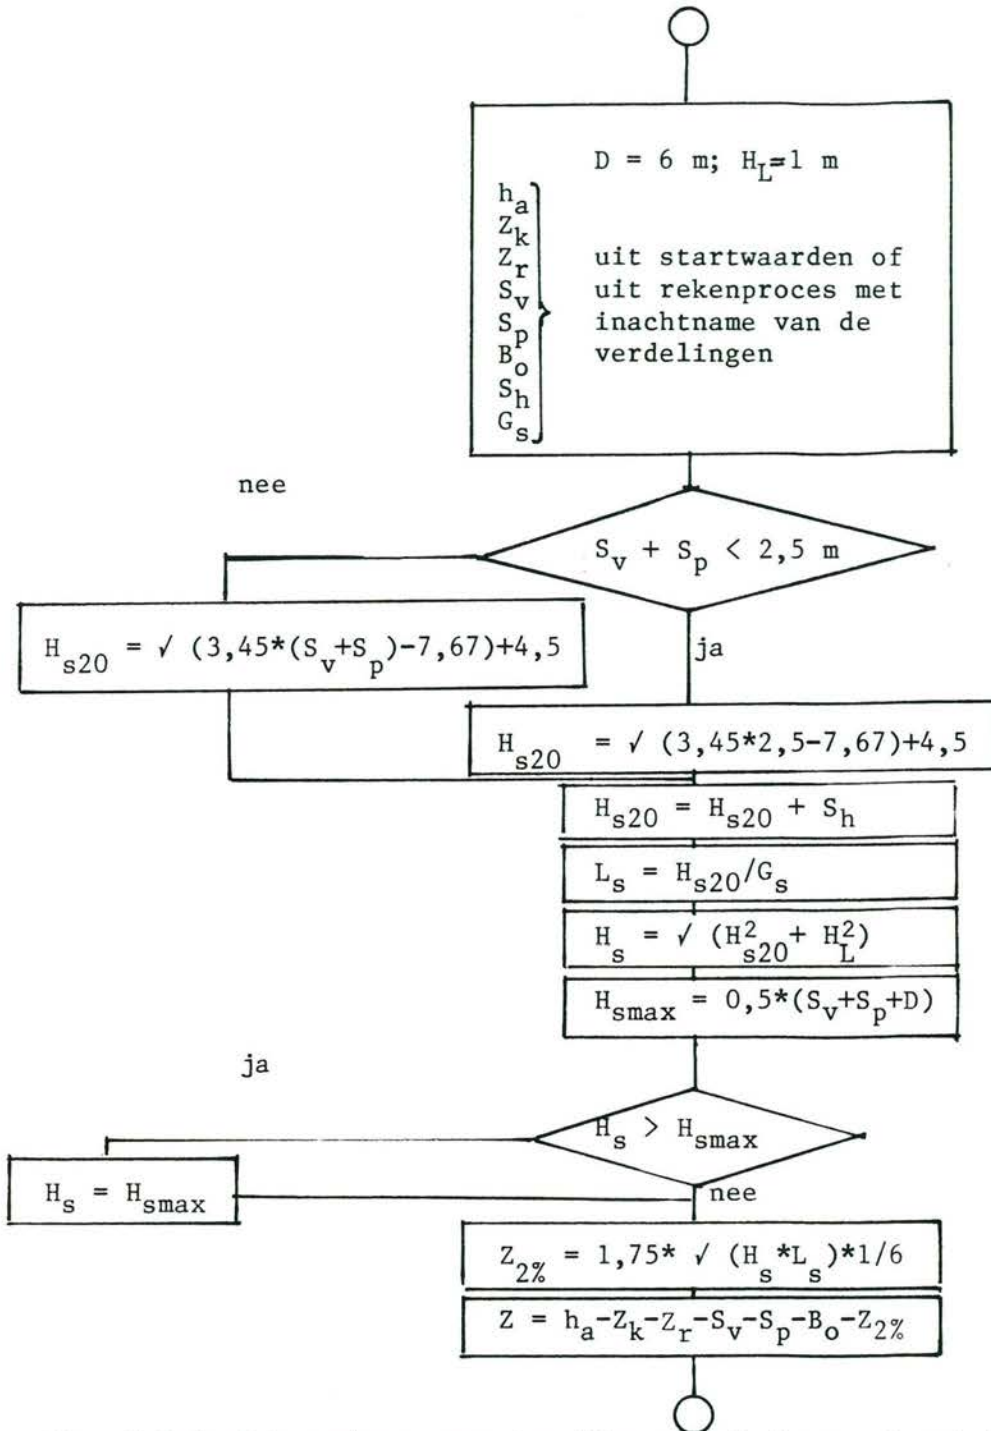 D = 6 m; H_L=1 m
h_a
Z_k
Z_r
S_v
S_p
B_o
S_h
G_s
uit startwaarden of
uit rekenproces met
inachtname van de
verdelingen
nee
S_v + S_p < 2,5 m
H_s20 = √ (3,45*(S_v+S_p)-7,67)+4,5
ja
H_s20 = √ (3,45*2,5-7,67)+4,5
H_s20 = H_s20 + S_h
L_s = H_s20/G_s
H_s = √ (H²_s20 + H²_L)
H_smax = 0,5*(S_v+S_p+D)
ja
H_s > H_smax
H_s = H_smax
nee
Z_2% = 1,75* √ (H_s*L_s)*1/6
Z = h_a-Z_k-Z_r-S_v-S_p-B_o-Z_2%